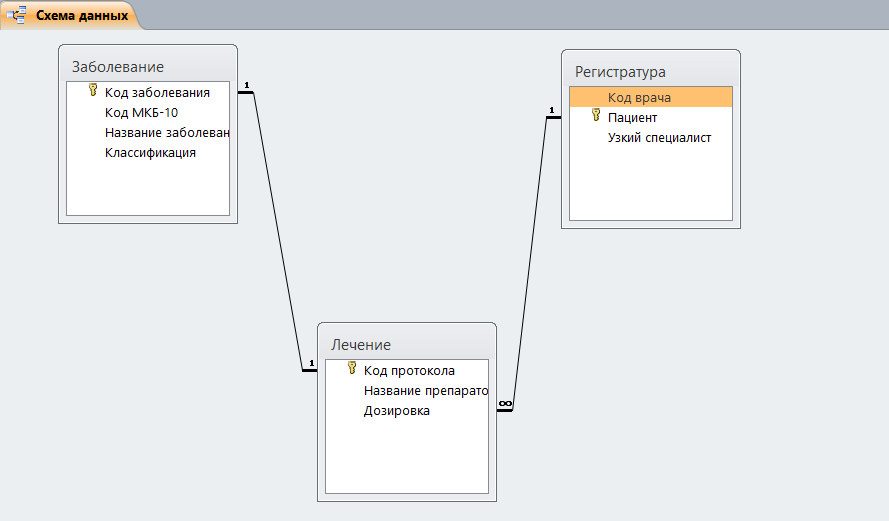 Схема данных
Заболевание
Код заболевания
Код МКБ-10
Название заболеван
Классификация
1
Регистратура
Код врача
Пациент
Узкий специалист
1
Лечение
Код протокола
Название препарато
Дозировка
1
∞